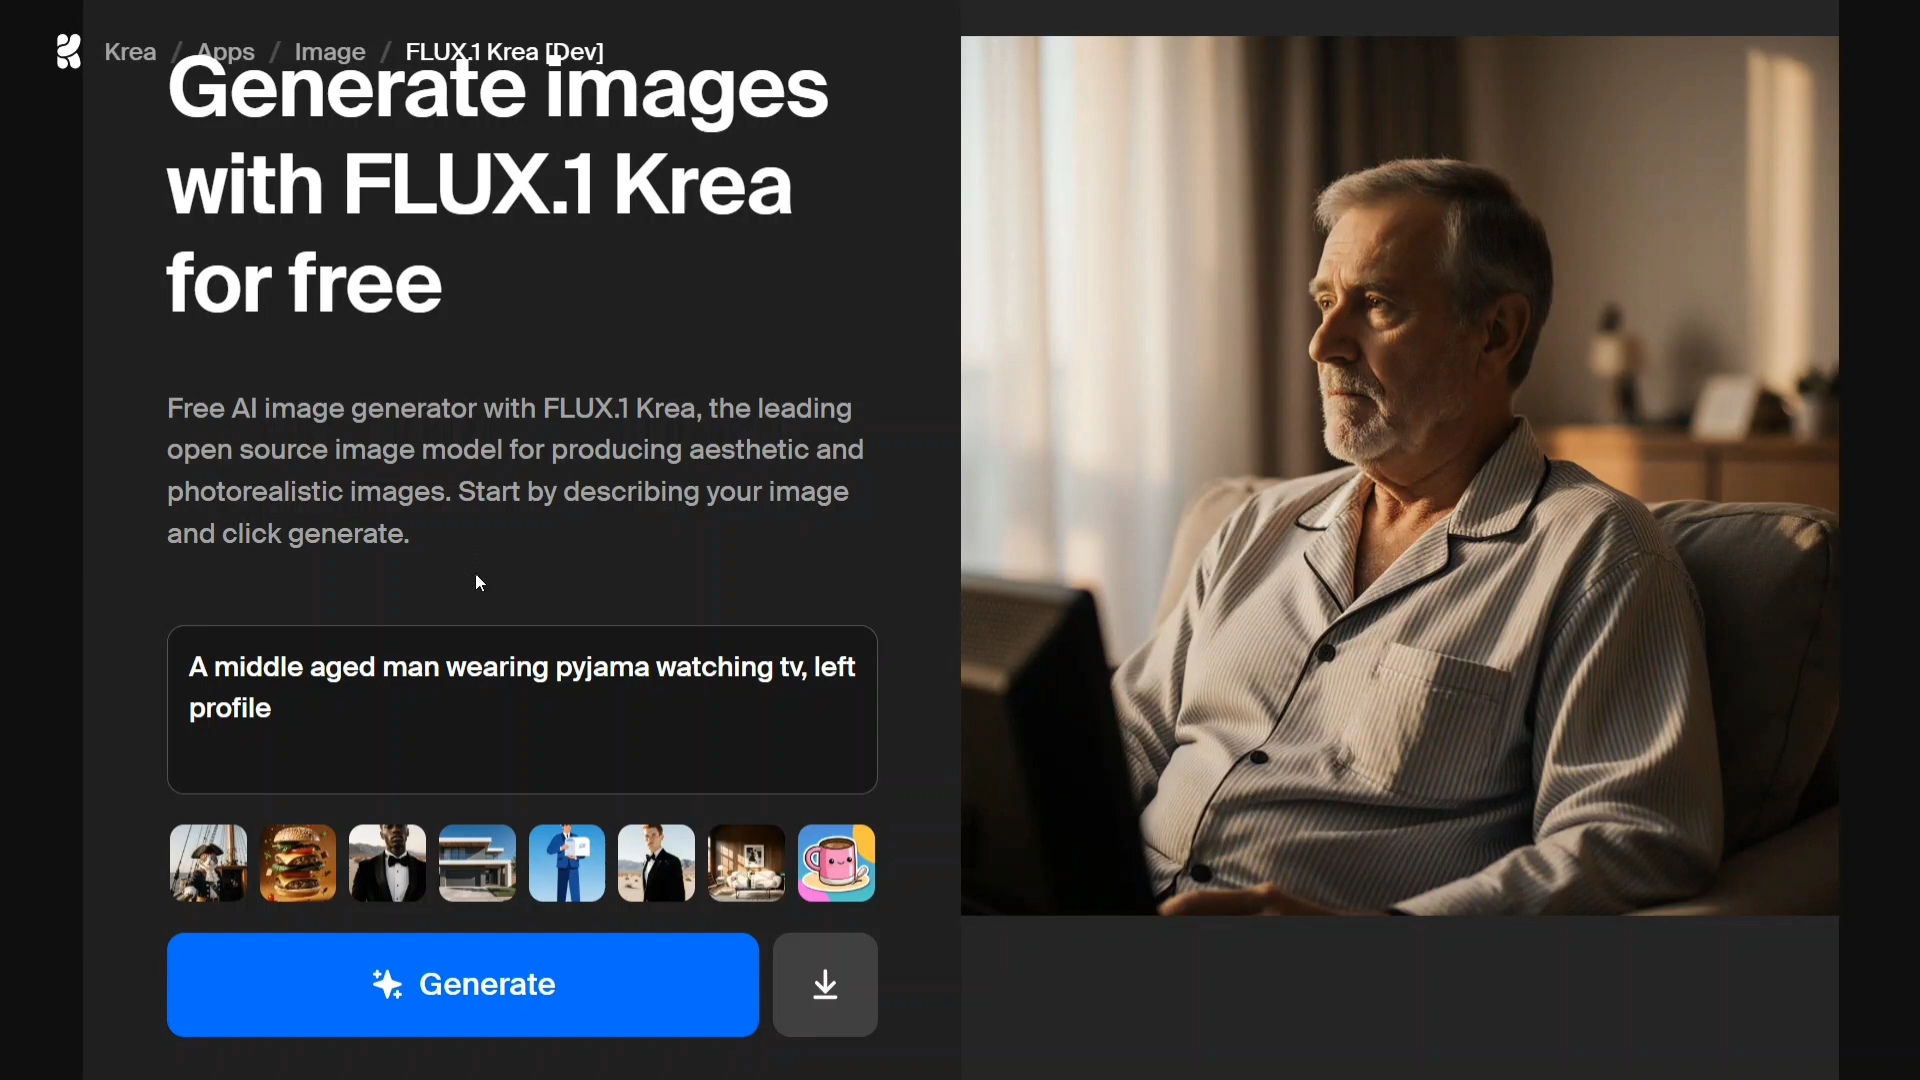 Krea / Apps / Image / FLUX.1 Krea [Dev]
Generate images
with FLUX.1 Krea
for free
Free AI image generator with FLUX.1 Krea, the leading
open source image model for producing aesthetic and
photorealistic images. Start by describing your image
and click generate.
A middle aged man wearing pyjama watching tv, left
profile
Generate